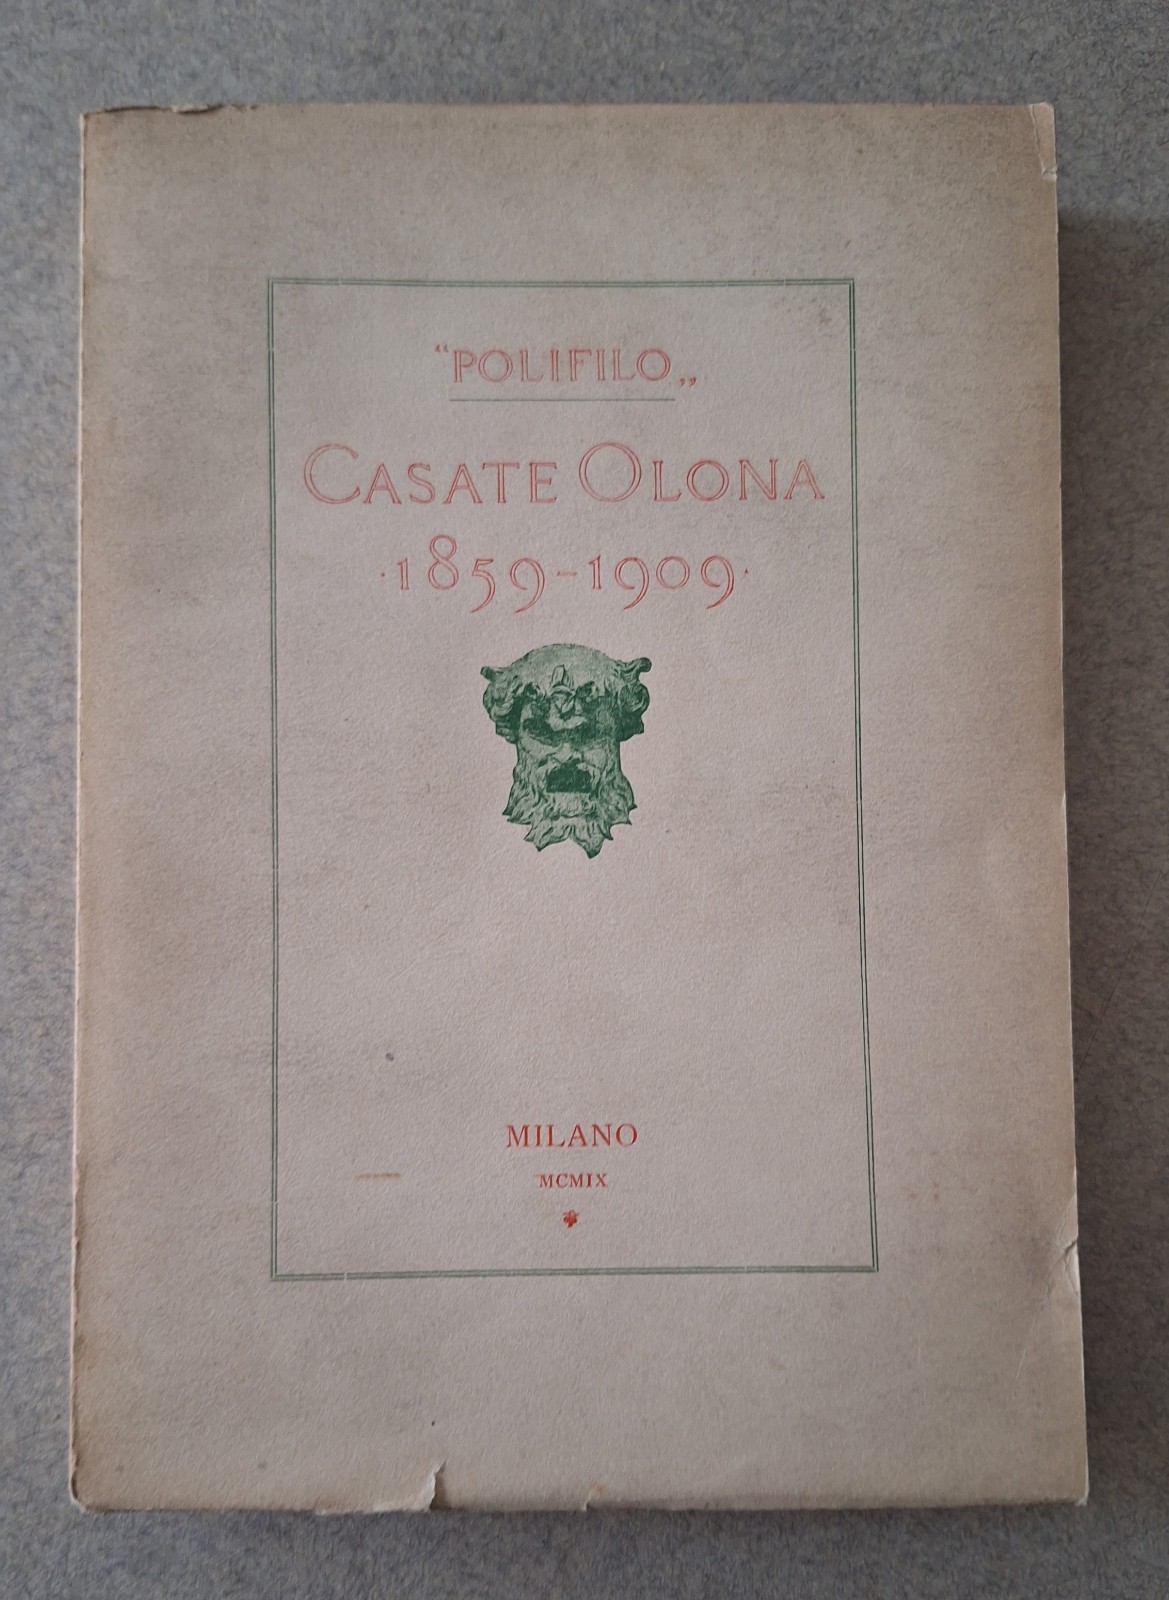 “POLIFILO„
CASATE OLONA
·1859-1909·
MILANO
MCMIX